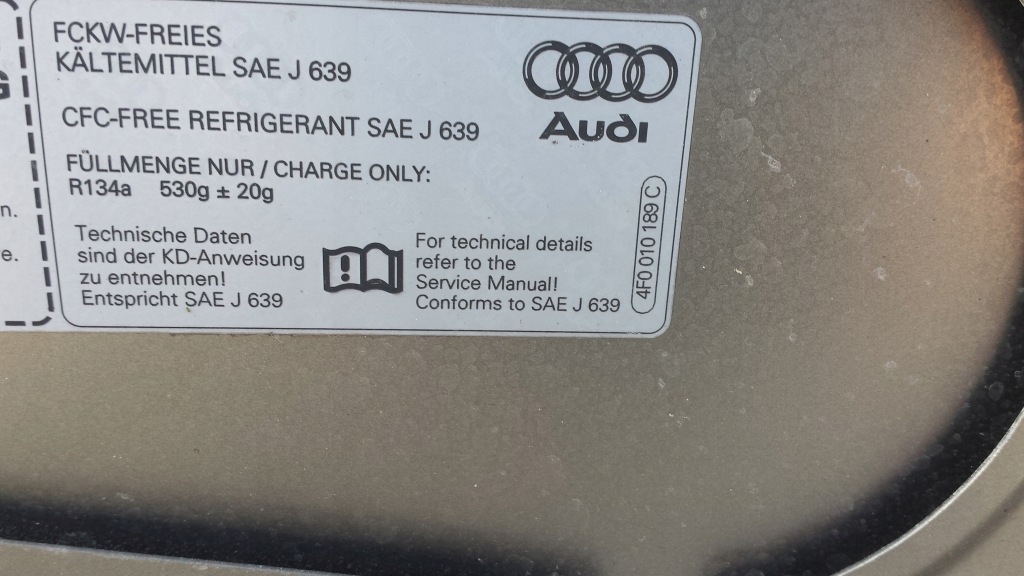 FCKW-FREIES
KÄLTEMITTEL SAE J 639
Audi
CFC-FREE REFRIGERANT SAE J 639
FÜLLMENGE NUR / CHARGE ONLY:
R134a 530g ± 20g
Technische Daten
sind der KD-Anweisung
zu entnehmen!
Entspricht SAE J 639
For technical details
refer to the
Service Manual!
Conforms to SAE J 639
4F0 010 189 C